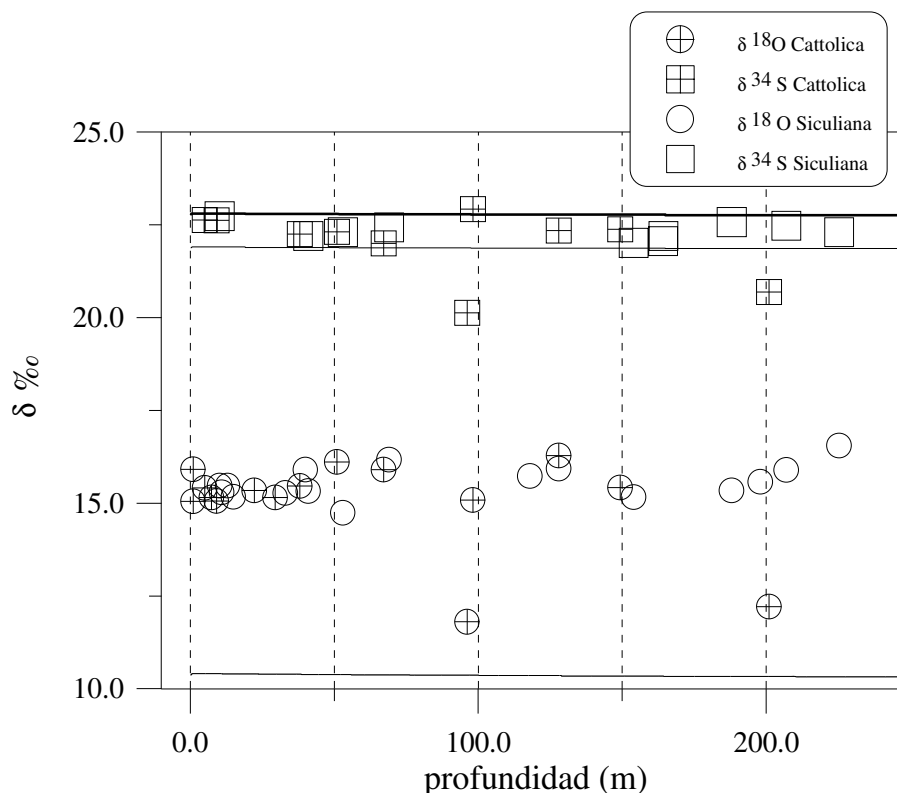 δ 18O Cattolica
δ 34 S Cattolica
δ 18 O Siculiana
δ 34 S Siculiana
25.0
20.0
15.0
10.0
δ ‰
0.0
100.0
200.0
profundidad (m)